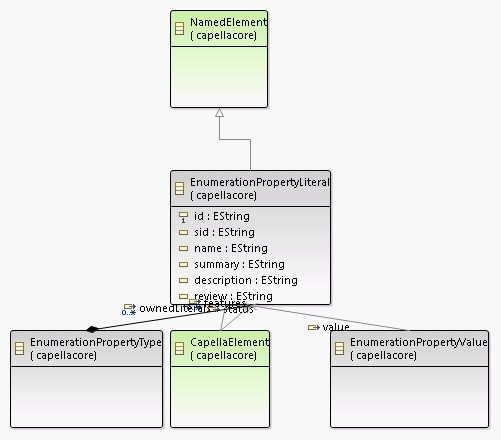 NamedElement
( capellacore)
EnumerationPropertyLiteral
( capellacore)
1 id : EString
sid : EString
name : EString
summary : EString
description : EString
review : EString
features
ownedLiterals
status
0..*
value
EnumerationPropertyType
( capellacore)
CapellaElement
( capellacore)
EnumerationPropertyValue
( capellacore)